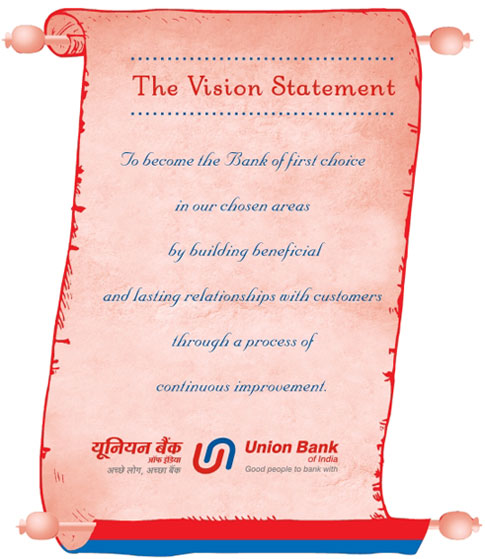 The Vision Statement
To become the Bank of first choice
in our chosen areas
by building beneficial
and lasting relationships with customers
through a process of
continuous improvement.
यूनियन बैंक
ऑफ इंडिया
अच्छे लोग, अच्छा बैंक
Union Bank
of India
Good people to bank with